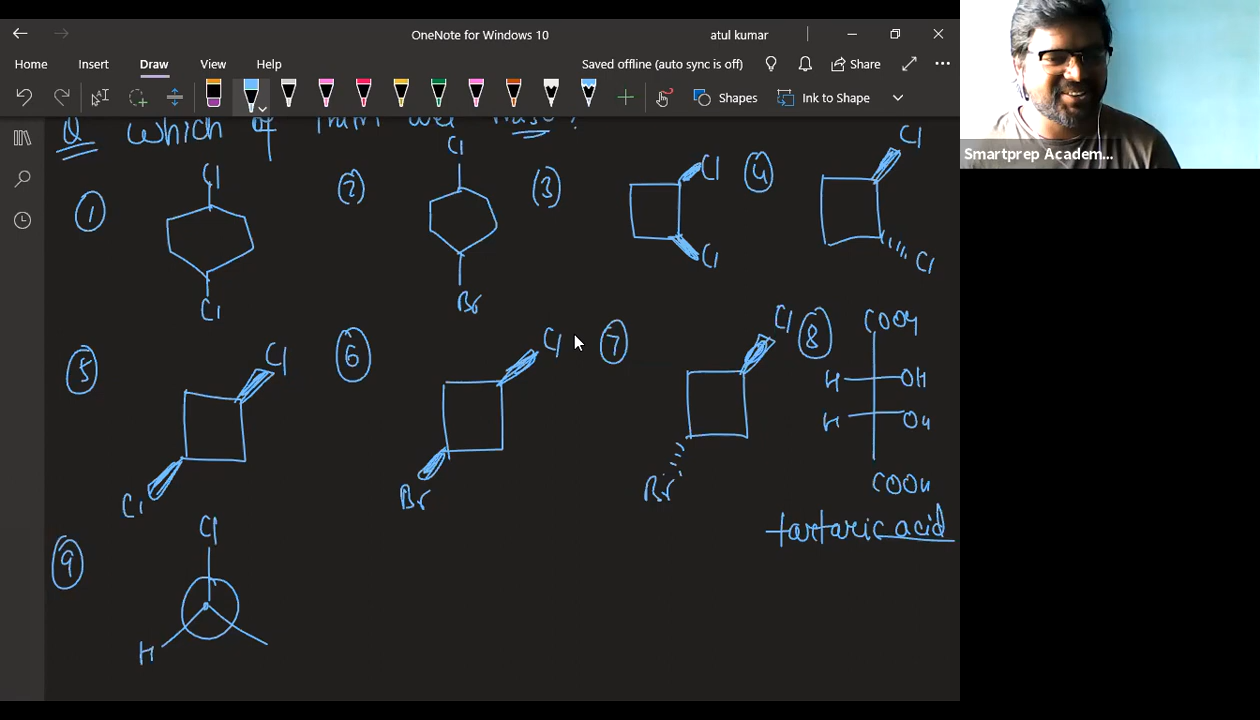 OneNote for Windows 10
atul kumar
Home Insert Draw View Help
Saved offline (auto sync is off)
Share
Shapes
Ink to Shape
Smartprep Academ...
Q which of them are
① Cl Cl
② Cl Br
③ Cl Cl
④ Cl Cl
⑤ Cl Cl
⑥ Cl Br
⑦ Cl Br
⑧ COOH
H OH
H OH
COOH
tartaric acid
⑨ Cl
H